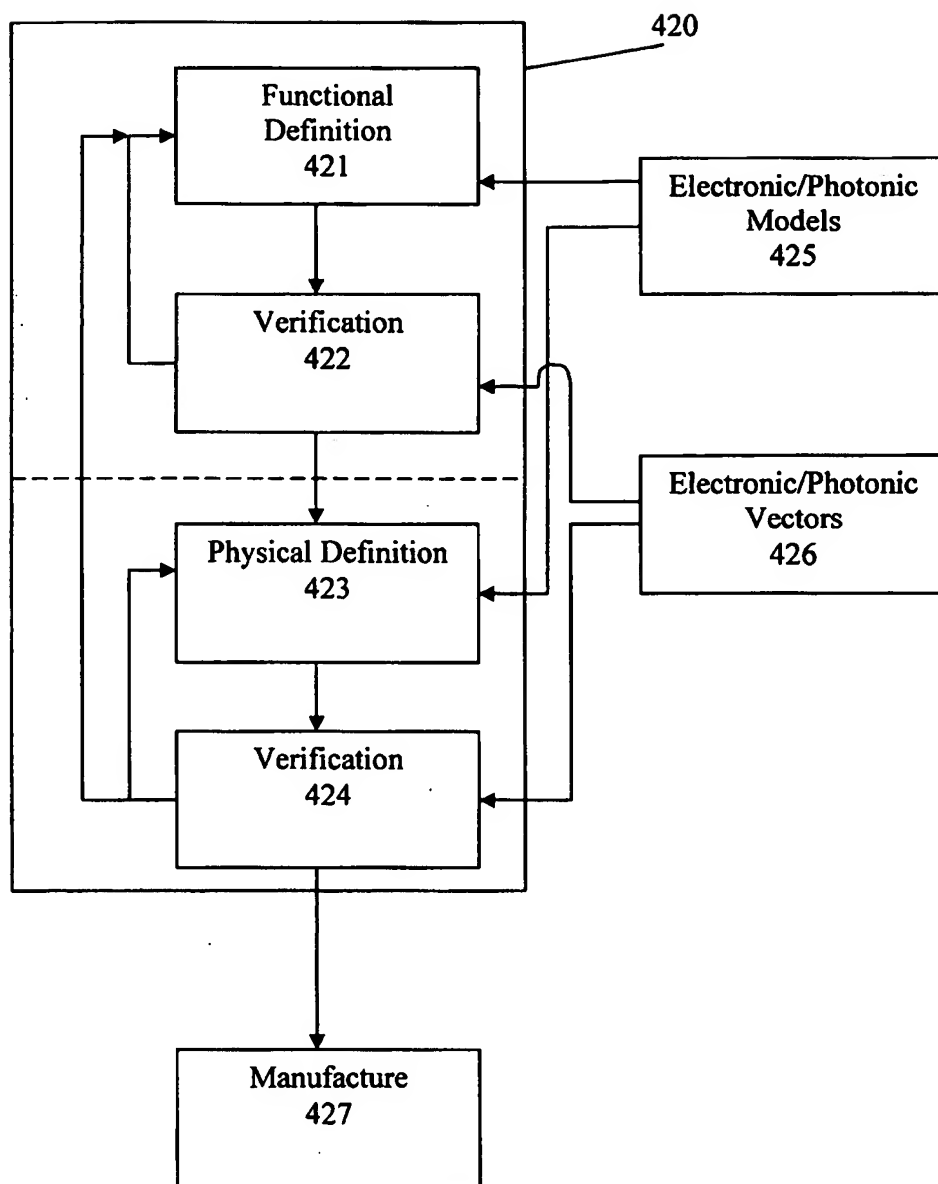 420
Functional
Definition
421
Electronic/Photonic
Models
425
Verification
422
Electronic/Photonic
Vectors
426
Physical Definition
423
Verification
424
Manufacture
427